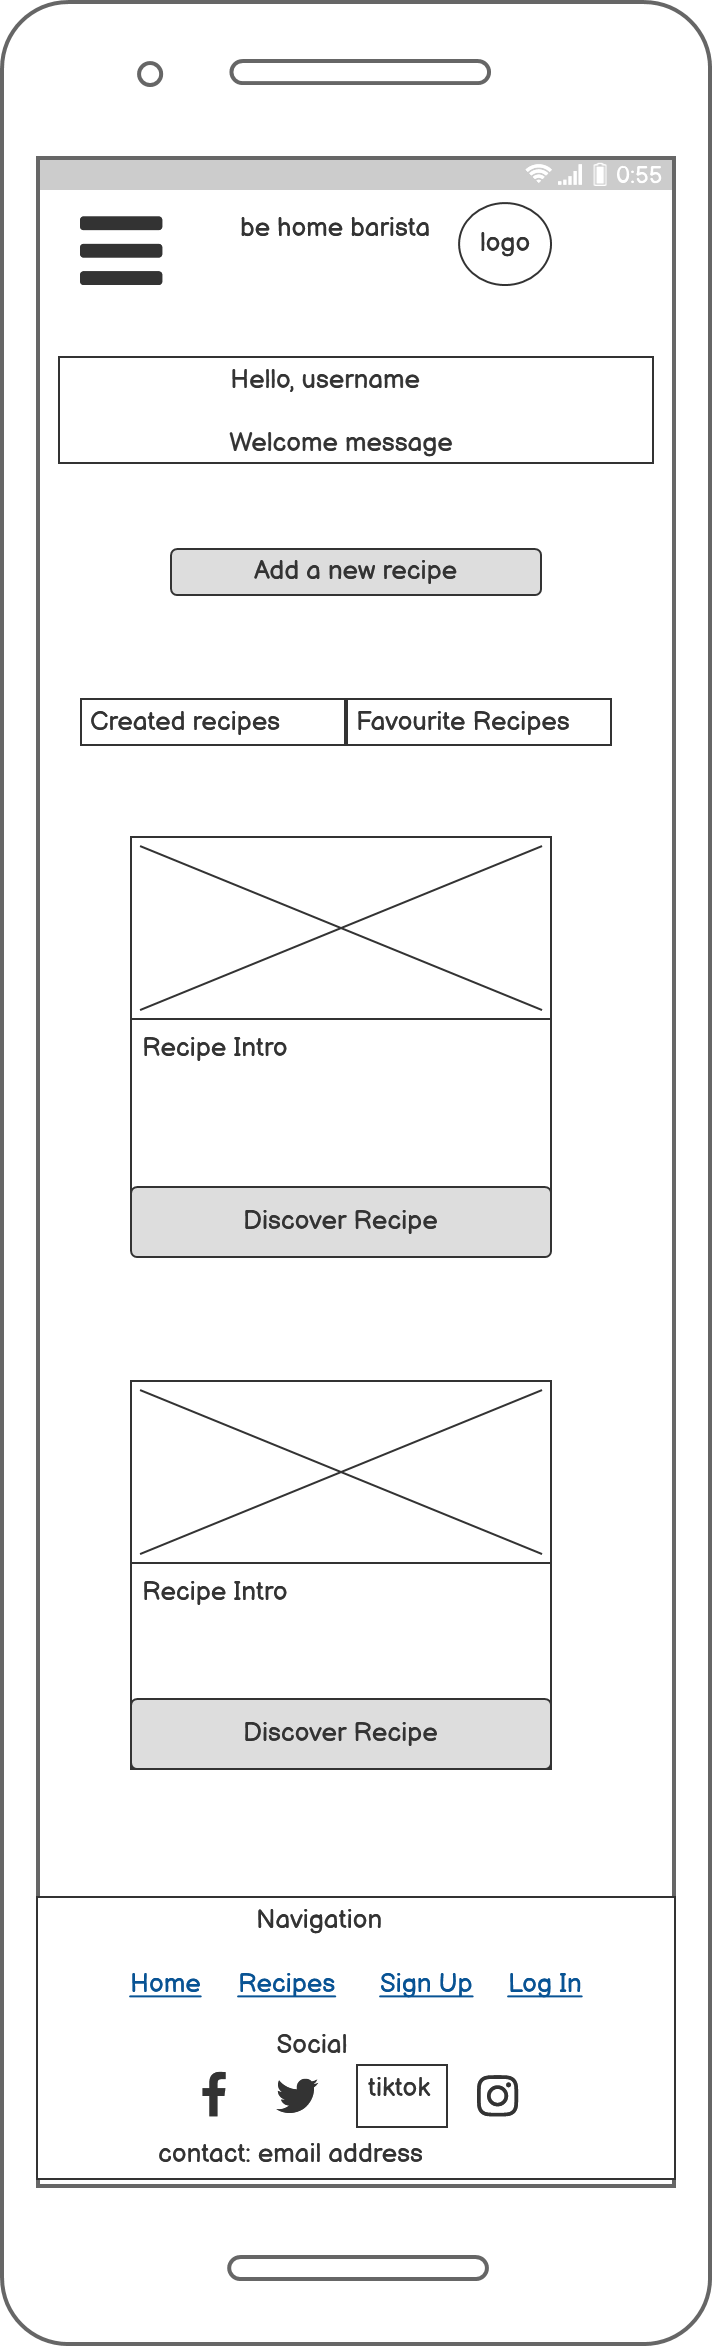 0:55
be home barista
logo
Hello, username
Welcome message
Add a new recipe
Created recipes
Favourite Recipes
Recipe Intro
Discover Recipe
Recipe Intro
Discover Recipe
Navigation
Home Recipes Sign Up Log In
Social
tiktok
contact: email address